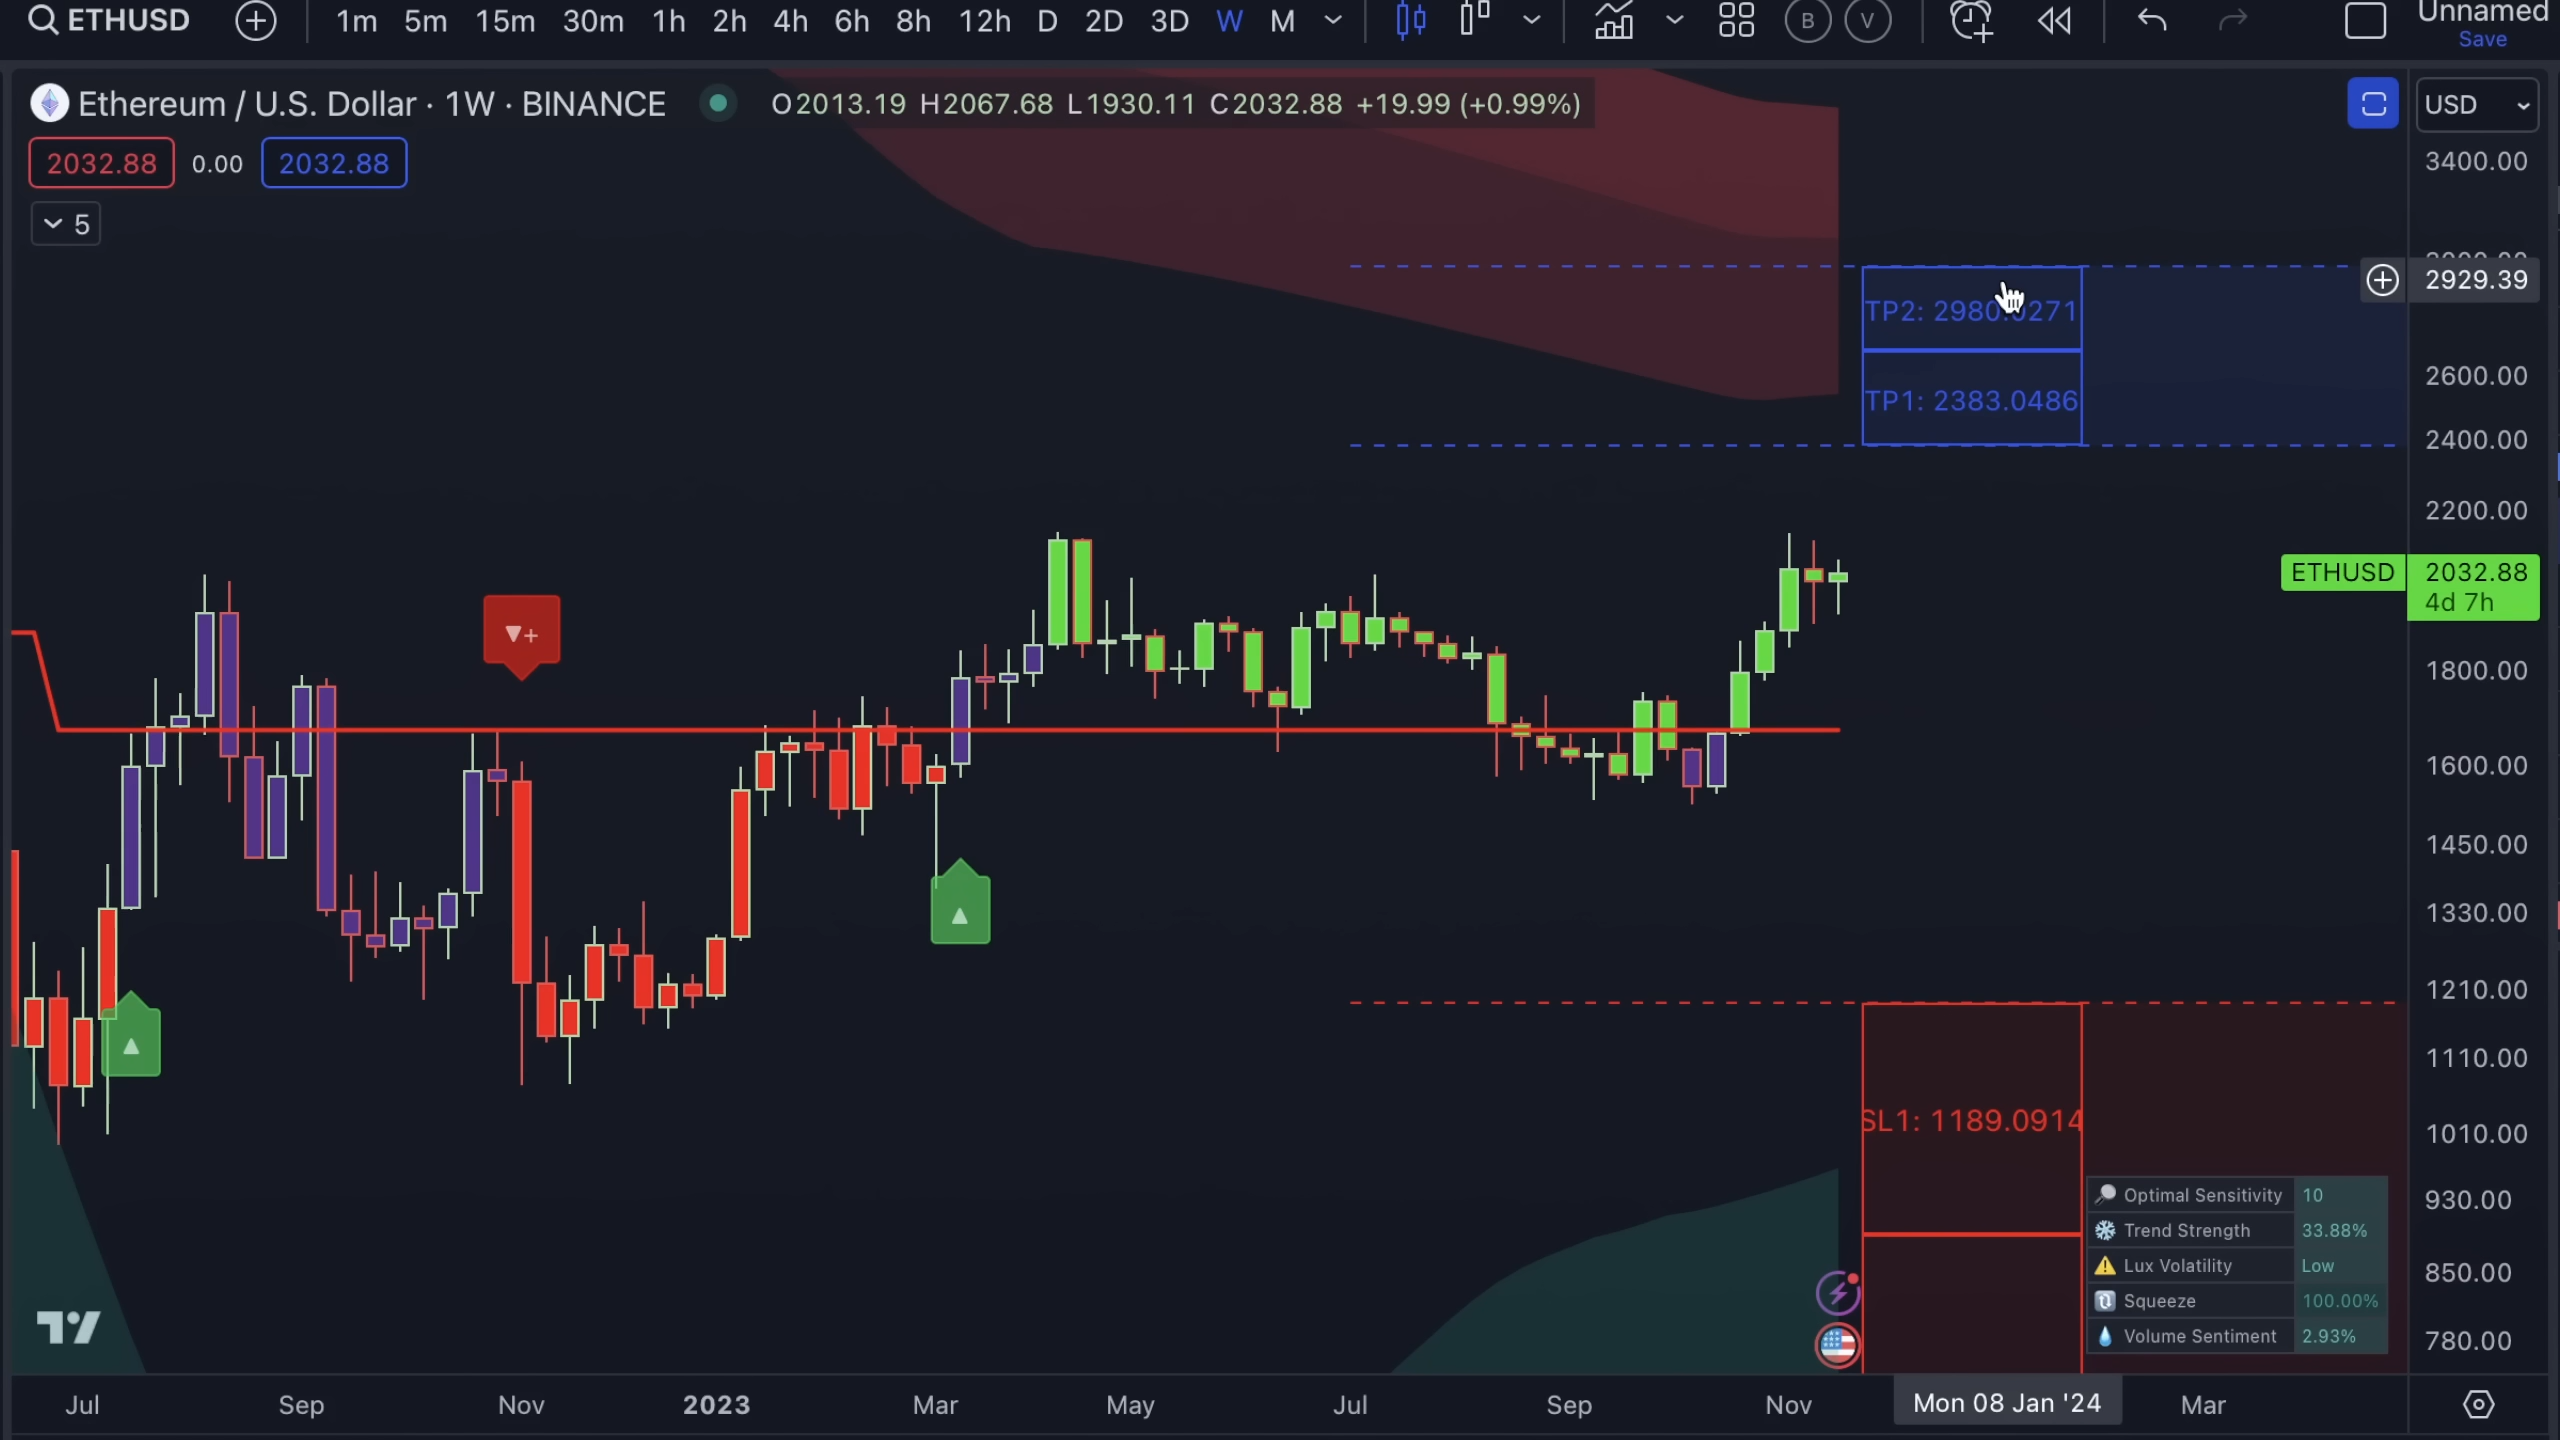 ETHUSD 1m 5m 15m 30m 1h 2h 4h 6h 8h 12h D 2D 3D W M B V Unnamed
Save
Ethereum / U.S. Dollar · 1W · BINANCE O2013.19 H2067.68 L1930.11 C2032.88 +19.99 (+0.99%) USD
2032.88 0.00 2032.88
5
3400.00
2929.39
TP2: 2980.0271
2600.00
TP1: 2383.0486
2400.00
2200.00
ETHUSD 2032.88
4d 7h
+
1800.00
1600.00
1450.00
1330.00
1210.00
1110.00
SL1: 1189.0914
1010.00
Optimal Sensitivity 10
930.00
Trend Strength 33.88%
Lux Volatility Low
850.00
Squeeze 100.00%
Volume Sentiment 2.93%
780.00
Jul Sep Nov 2023 Mar May Jul Sep Nov Mon 08 Jan '24 Mar